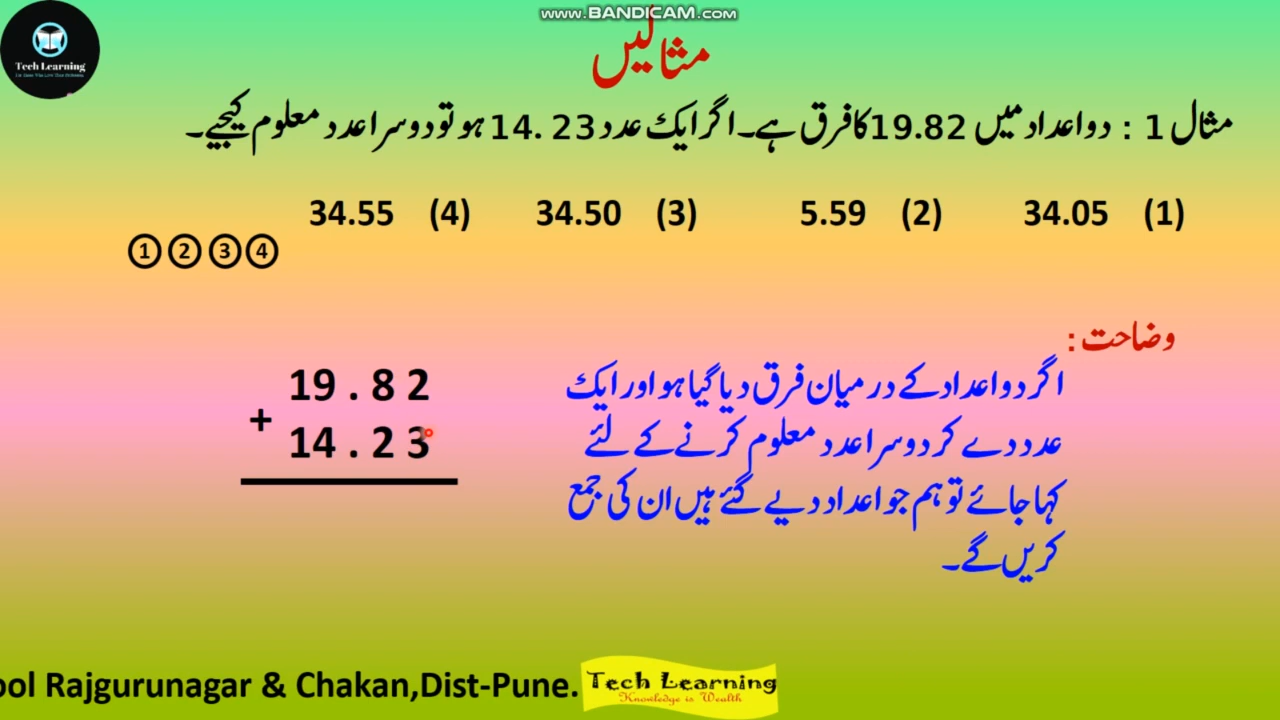 www.BANDICAM.com
Tech Learning
مثالیں
مثال 1 : دو اعداد میں 19.82 کا فرق ہے۔ اگر ایک عدد 14.23 ہو تو دوسرا عدد معلوم کیجیے۔
(1) 34.05 (2) 5.59 (3) 34.50 (4) 34.55
① ② ③ ④
وضاحت :
اگر دو اعداد کے درمیان فرق دیا گیا ہو اور ایک
عدد دے کر دوسرا عدد معلوم کرنے کے لئے
کہا جائے تو ہم جو اعداد دیے گئے ہیں ان کی جمع
کریں گے۔
19.82
+
14.23
ool Rajgurunagar & Chakan,Dist-Pune.
Tech Learning
Knowledge is Wealth